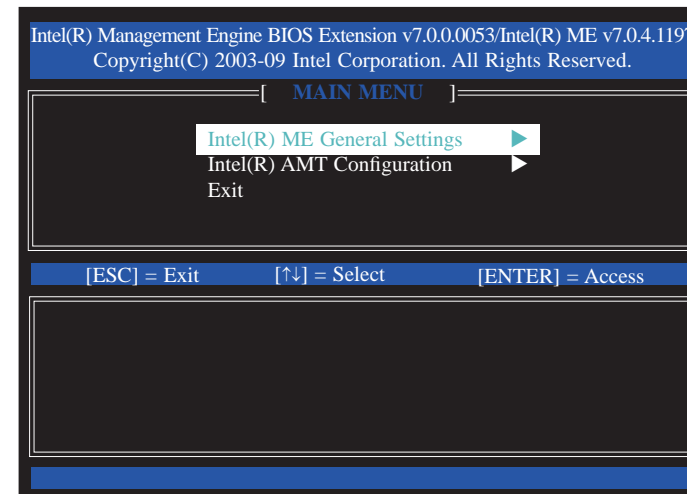 Intel(R) Management Engine BIOS Extension v7.0.0.0053/Intel(R) ME v7.0.4.1197
Copyright(C) 2003-09 Intel Corporation. All Rights Reserved.
[ MAIN MENU ]
Intel(R) ME General Settings ▶
Intel(R) AMT Configuration ▶
Exit
[ESC] = Exit [↑↓] = Select [ENTER] = Access